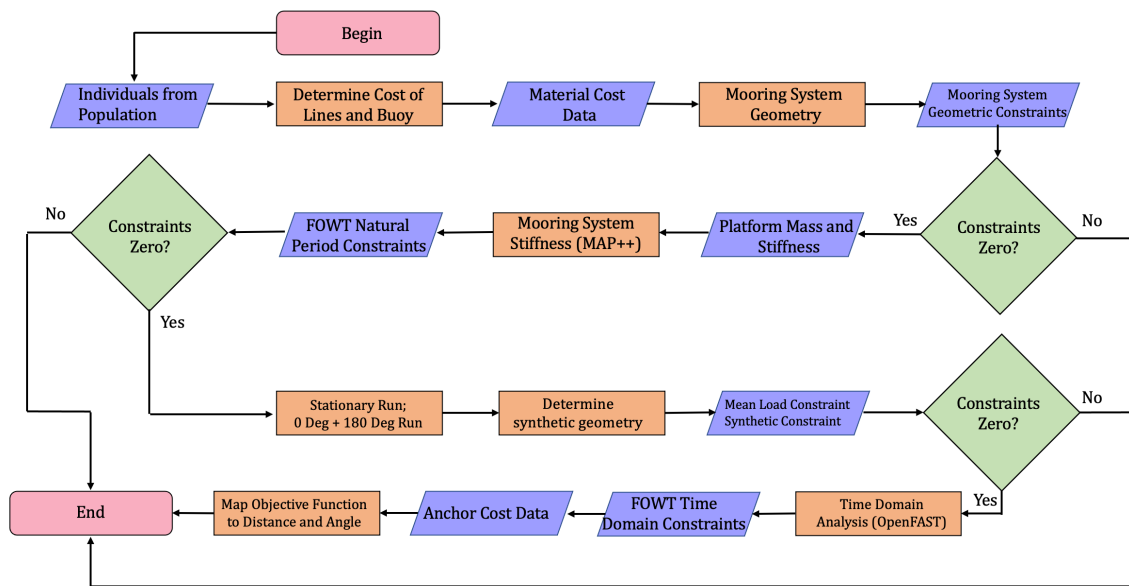 Begin
Individuals from
Population
Determine Cost of
Lines and Buoy
Material Cost
Data
Mooring System
Geometry
Mooring System
Geometric Constraints
No
Constraints
Zero?
FOWT Natural
Period Constraints
Mooring System
Stiffness (MAP++)
Platform Mass and
Stiffness
Yes
Constraints
Zero?
No
Yes
Stationary Run;
0 Deg + 180 Deg Run
Determine
synthetic geometry
Mean Load Constraint
Synthetic Constraint
Constraints
Zero?
No
Yes
End
Map Objective Function
to Distance and Angle
Anchor Cost Data
FOWT Time
Domain Constraints
Time Domain
Analysis (OpenFAST)